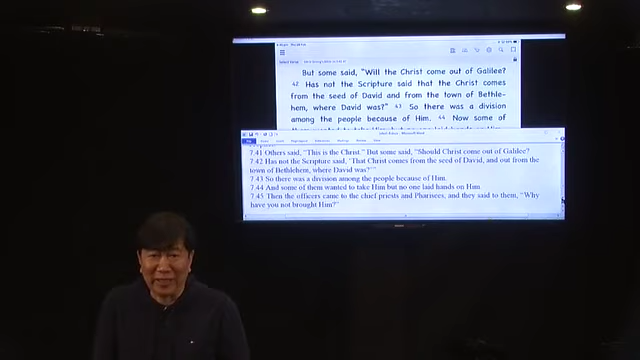 But some said, "Will the Christ come out of Galilee?
42 Has not the Scripture said that the Christ comes
from the seed of David and from the town of Bethle-
hem, where David was?" 43 So there was a division
among the people because of Him. 44 Now some of
7.41 Others said, "This is the Christ." But some said, "Should Christ come out of Galilee?
7.42 Has not the Scripture said, "That Christ comes from the seed of David, and out from the
town of Bethlehem, where David was?'"
7.43 So there was a division among the people because of Him.
7.44 And some of them wanted to take Him but no one laid hands on Him.
7.45 Then the officers came to the chief priests and Pharisees, and they said to them, "Why
have you not brought Him?"